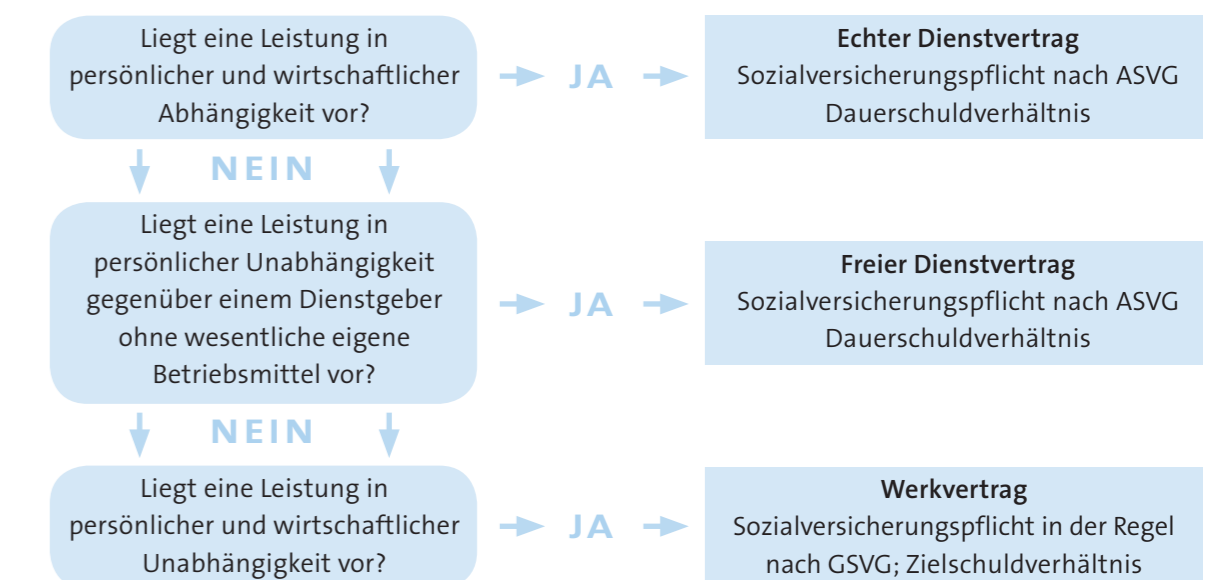 Liegt eine Leistung in
persönlicher und wirtschaftlicher
Abhängigkeit vor?
JA
Echter Dienstvertrag
Sozialversicherungspflicht nach ASVG
Dauerschuldverhältnis
NEIN
Liegt eine Leistung in
persönlicher Unabhängigkeit
gegenüber einem Dienstgeber
ohne wesentliche eigene
Betriebsmittel vor?
JA
Freier Dienstvertrag
Sozialversicherungspflicht nach ASVG
Dauerschuldverhältnis
NEIN
Liegt eine Leistung in
persönlicher und wirtschaftlicher
Unabhängigkeit vor?
JA
Werkvertrag
Sozialversicherungspflicht in der Regel
nach GSVG; Zielschuldverhältnis